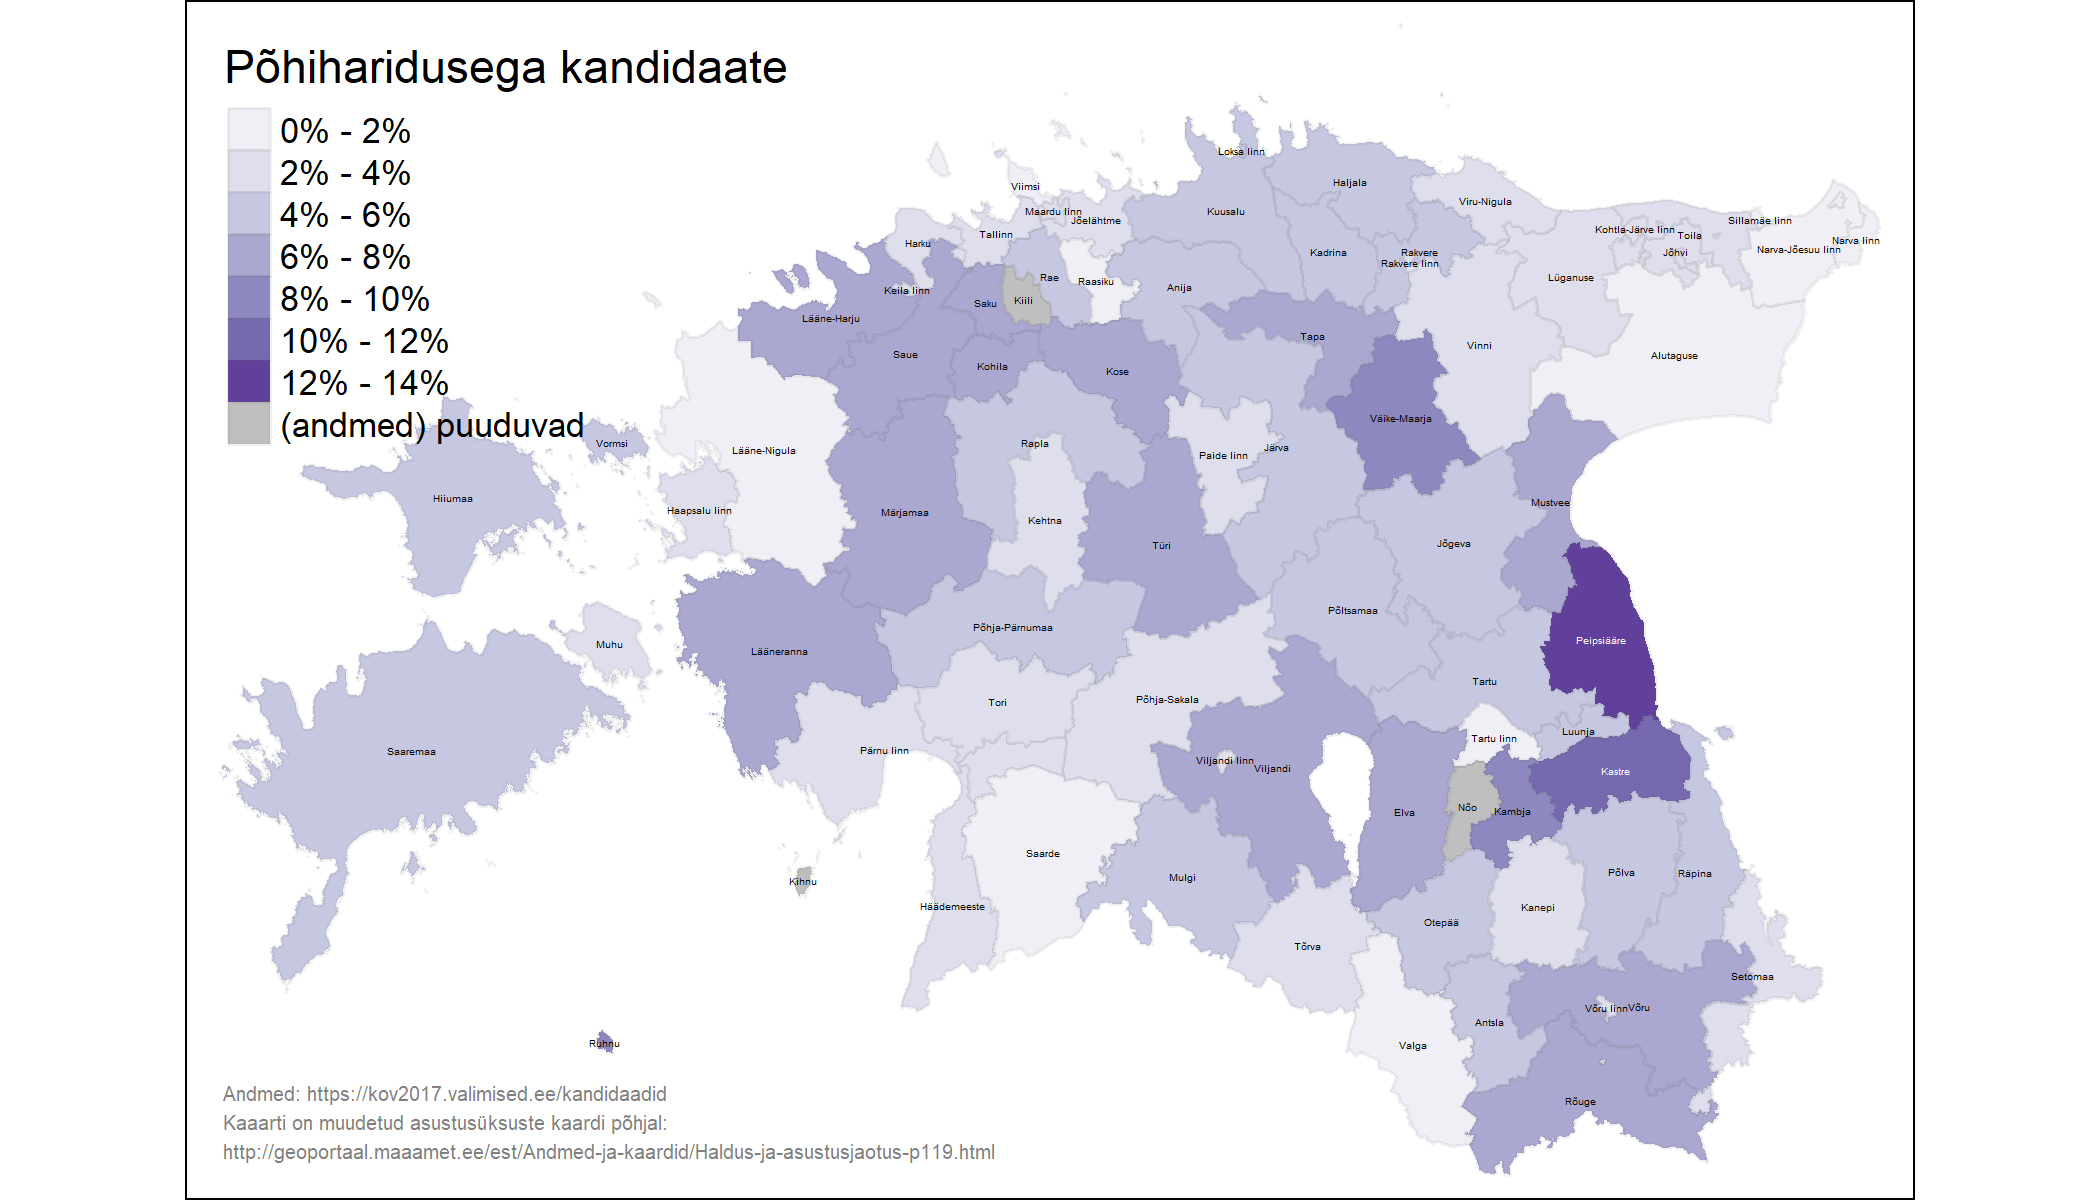 Põhiharidusega kandidaate
0% - 2%
2% - 4%
4% - 6%
6% - 8%
8% - 10%
10% - 12%
12% - 14%
(andmed) puuduvad
Loksa linn
Viimsi
Haljala
Viru-Nigula
Maardu linn
Jõelähtme
Kuusalu
Tallinn
Harku
Kohtla-Järve linn
Toila
Sillamäe linn
Narva linn
Narva-Jõesuu linn
Jõhvi
Kadrina
Rakvere
Rakvere linn
Lüganuse
Rae
Raasiku
Anija
Keila linn
Saku
Kiili
Lääne-Harju
Tapa
Vinni
Alutaguse
Saue
Kohila
Kose
Väike-Maarja
Vormsi
Rapla
Lääne-Nigula
Paide linn
Järva
Hiiumaa
Haapsalu linn
Märjamaa
Kehtna
Türi
Mustvee
Jõgeva
Põltsamaa
Põhja-Pärnumaa
Muhu
Lääneranna
Peipsiääre
Tartu
Tori
Põhja-Sakala
Saaremaa
Pärnu linn
Viljandi linn
Viljandi
Tartu linn
Luunja
Kastre
Elva
Nõo
Kambja
Saarde
Kihnu
Mulgi
Põlva
Räpina
Häädemeeste
Kanepi
Otepää
Tõrva
Setomaa
Võru linn
Võru
Antsla
Ruhnu
Valga
Rõuge
Andmed: https://kov2017.valimised.ee/kandidaadid
Kaaarti on muudetud asustusüksuste kaardi põhjal:
http://geoportaal.maaamet.ee/est/Andmed-ja-kaardid/Haldus-ja-asustusjaotus-p119.html